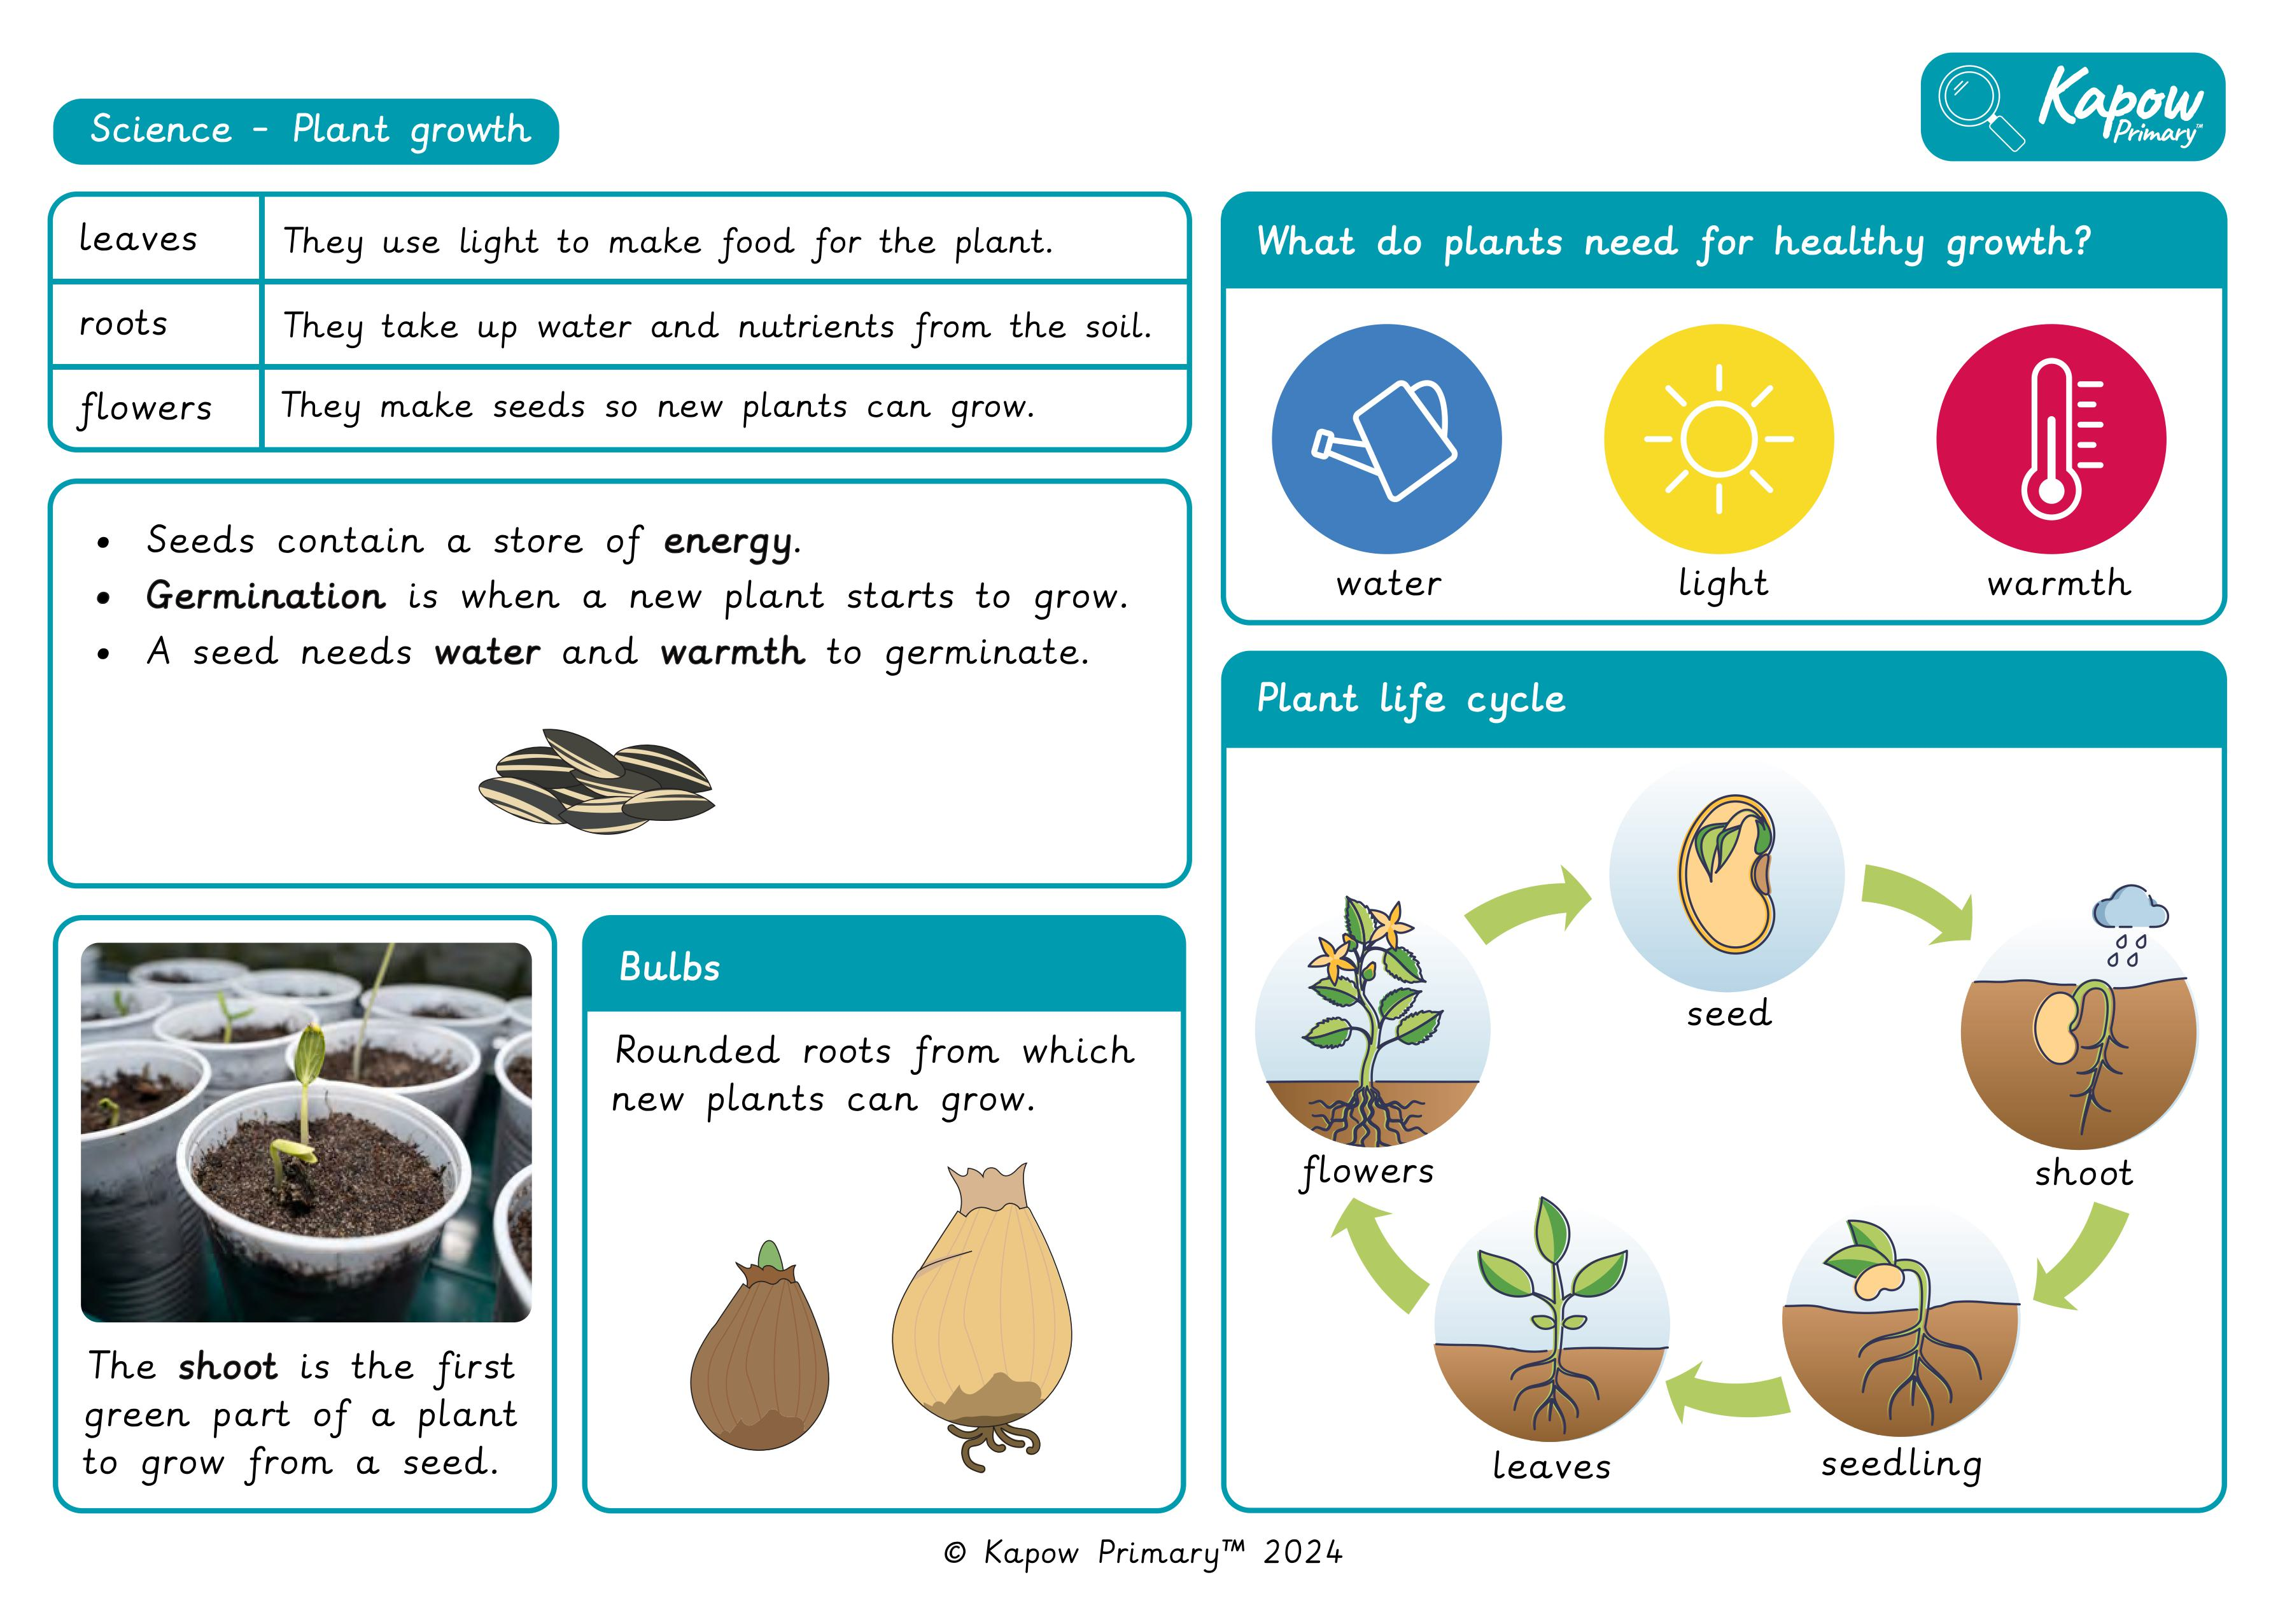 Science - Plant growth
Kapow
Primary™
leaves
They use light to make food for the plant.
roots
They take up water and nutrients from the soil.
flowers
They make seeds so new plants can grow.
• Seeds contain a store of energy.
• Germination is when a new plant starts to grow.
• A seed needs water and warmth to germinate.
The shoot is the first
green part of a plant
to grow from a seed.
Bulbs
Rounded roots from which
new plants can grow.
What do plants need for healthy growth?
water
light
warmth
Plant life cycle
seed
shoot
seedling
leaves
flowers
© Kapow Primary™ 2024